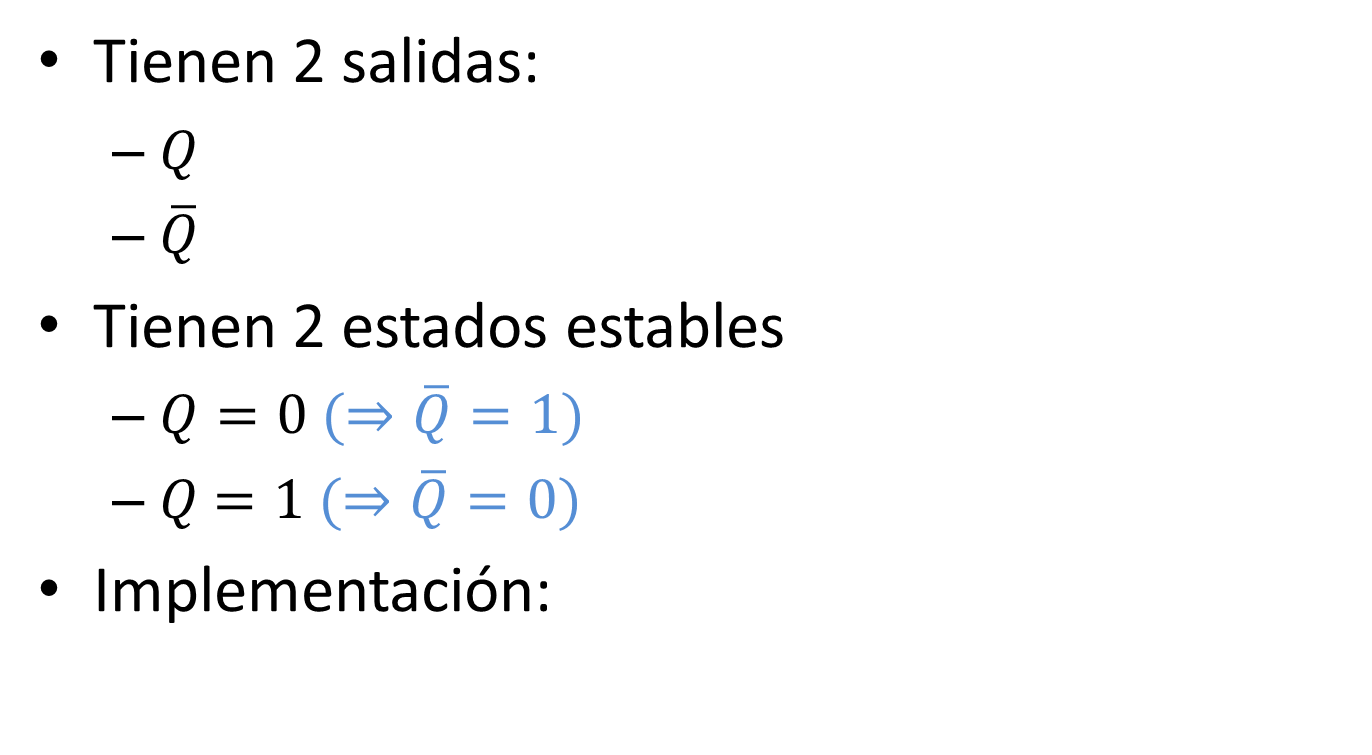 • Tienen 2 salidas:
– Q
– Q̅
• Tienen 2 estados estables
– Q = 0 (⇒ Q̅ = 1)
– Q = 1 (⇒ Q̅ = 0)
• Implementación: